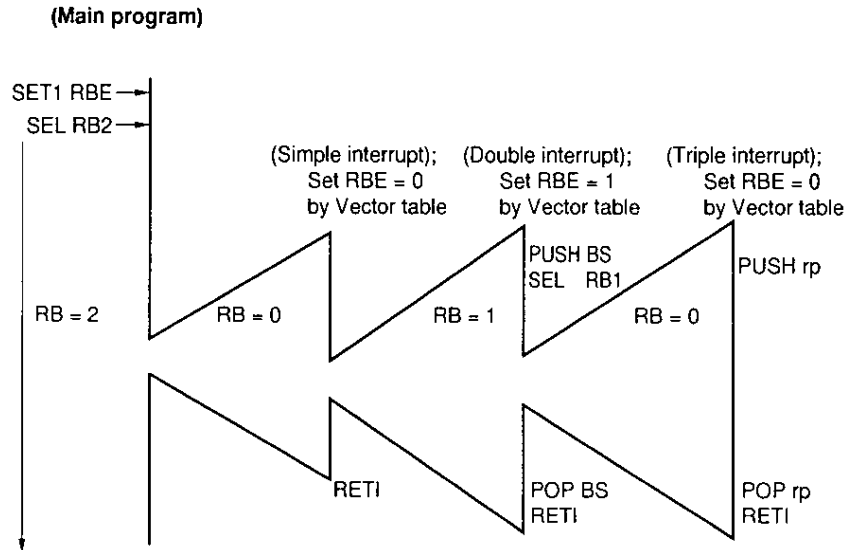 (Main program)
SET1 RBE
SEL RB2
(Simple interrupt);
Set RBE = 0
by Vector table
(Double interrupt);
Set RBE = 1
by Vector table
(Triple interrupt);
Set RBE = 0
by Vector table
PUSH BS
SEL RB1
PUSH rp
RB = 2
RB = 0
RB = 1
RB = 0
RETI
POP BS
RETI
POP rp
RETI